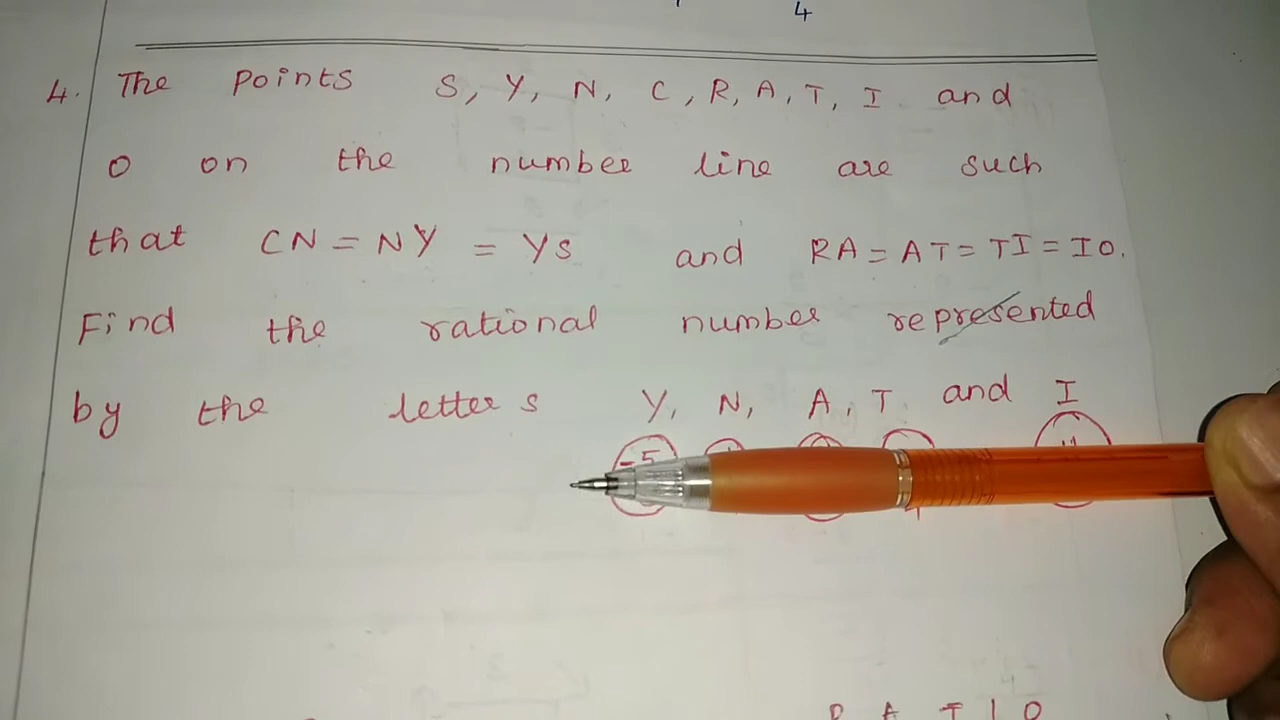 4
4. The points S, Y, N, C, R, A, T, I and
O on the number line are such
that CN = NY = YS and RA = AT = TI = IO.
Find the rational number represented
by the letters Y, N, A, T and I
-5
R A T I O